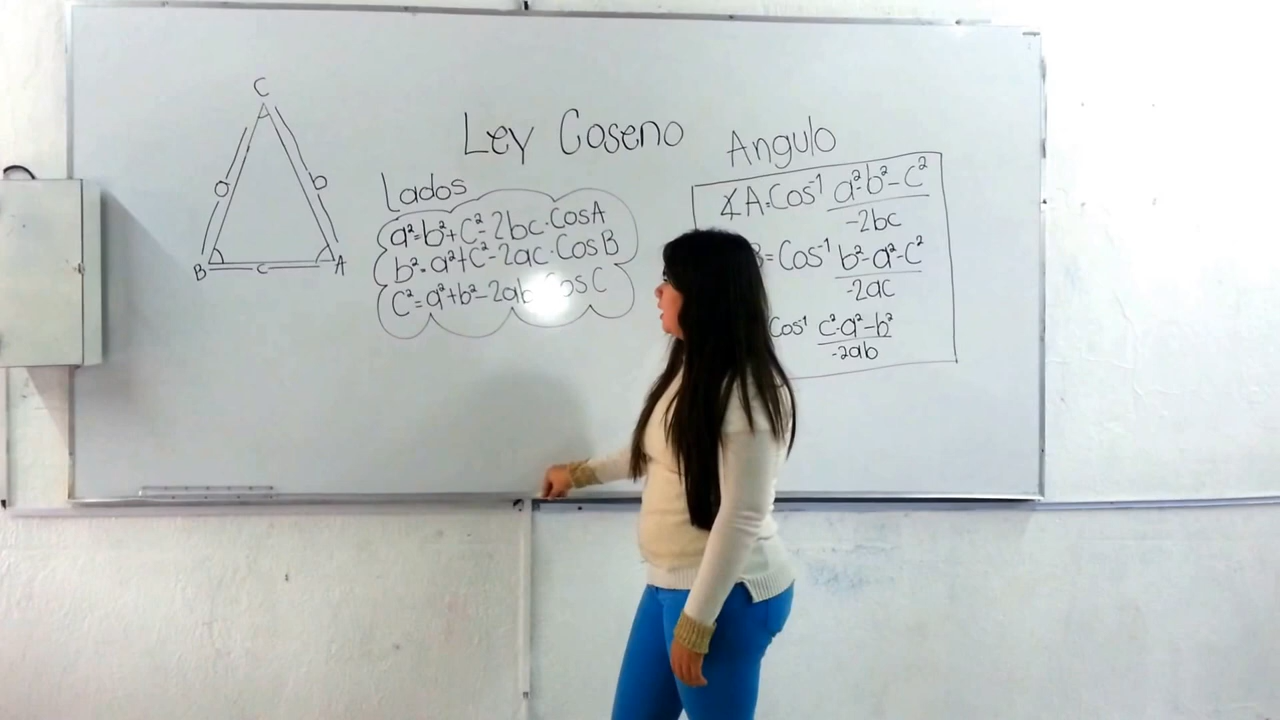 C
Ley Coseno
Angulo
Lados
a²=b²+c²-2bc·CosA
b²=a²+c²-2ac·CosB
c²=a²+b²-2ab CosC
∡A=Cos⁻¹ a²-b²-c²
-2bc
B=Cos⁻¹ b²-a²-c²
-2ac
Cos⁻¹ c²-a²-b²
-2ab
B c A